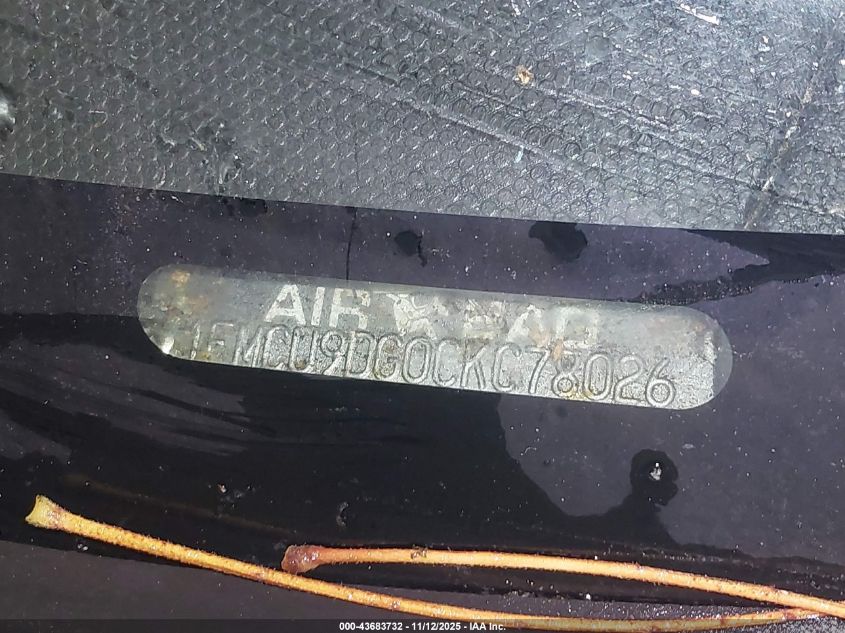 AIR BAG
1FMCU9DG0CKC78026
000-43683732 - 11/12/2025 - IAA Inc.